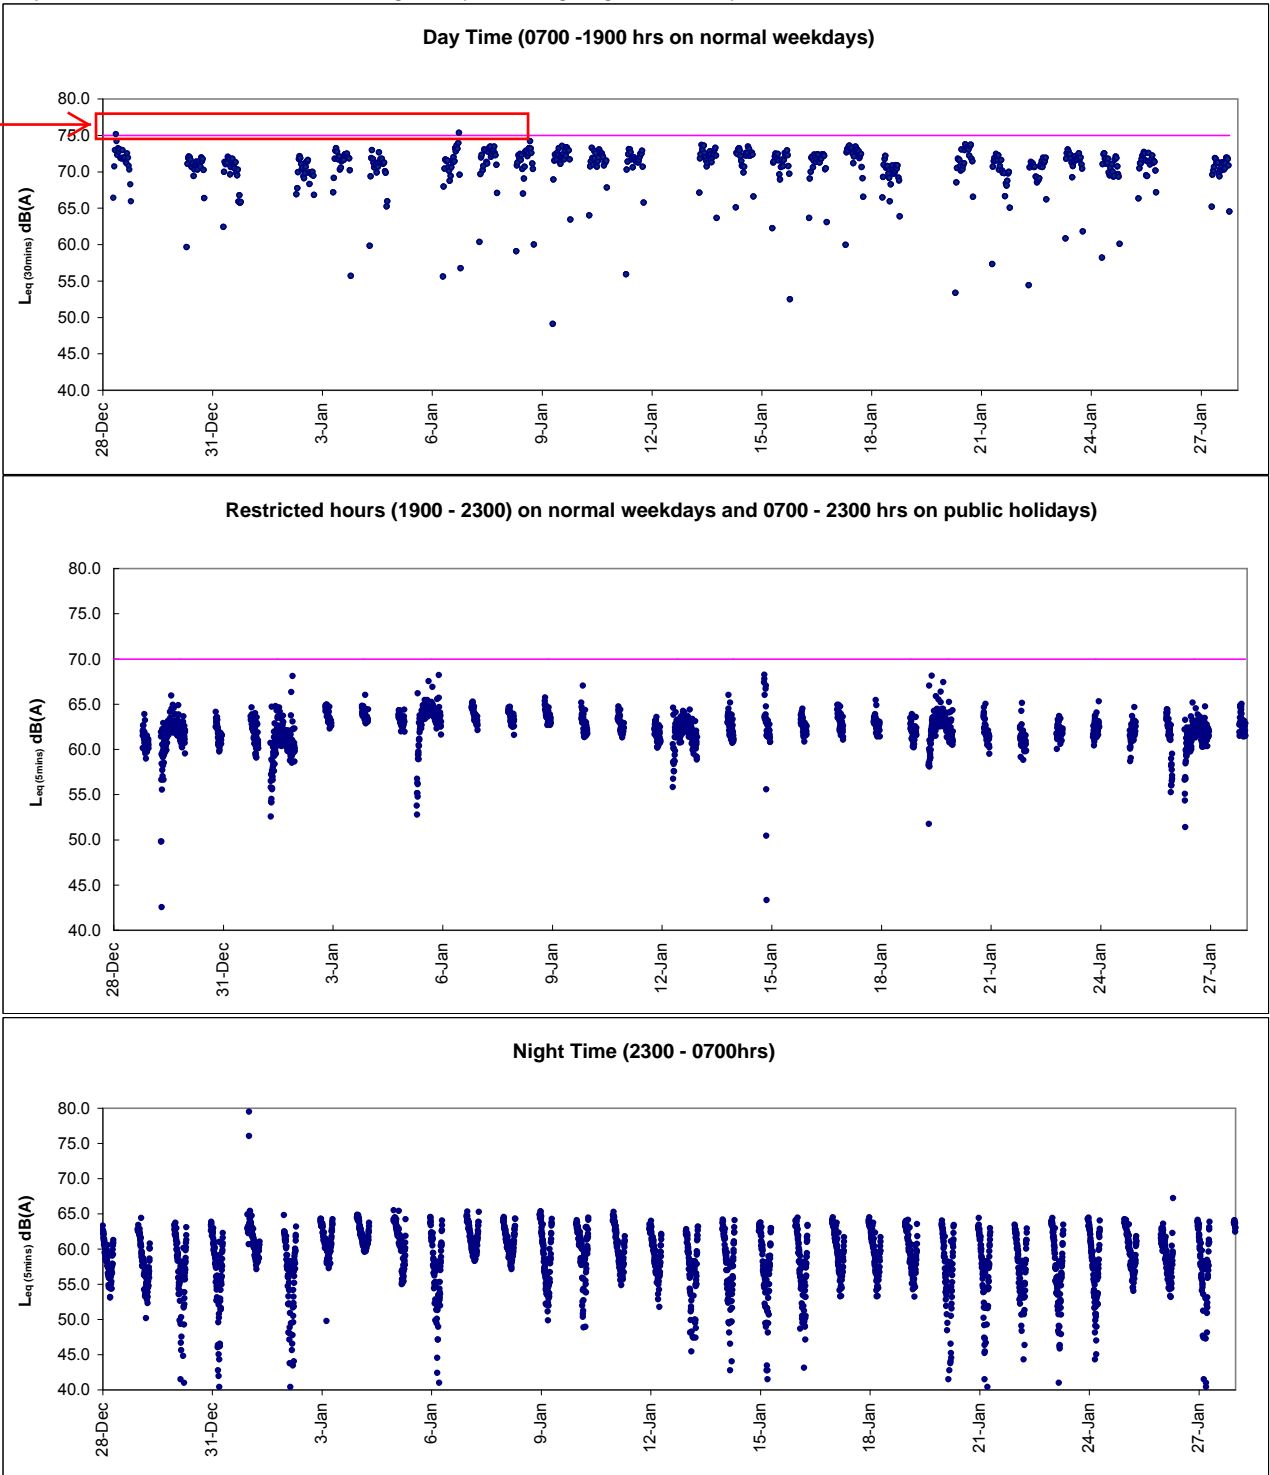 Day Time (0700 -1900 hrs on normal weekdays)
80.0
75.0
70.0
65.0
60.0
55.0
50.0
45.0
40.0
Leq (30mins) dB(A)
28-Dec
31-Dec
3-Jan
6-Jan
9-Jan
12-Jan
15-Jan
18-Jan
21-Jan
24-Jan
27-Jan
Restricted hours (1900 - 2300) on normal weekdays and 0700 - 2300 hrs on public holidays)
80.0
75.0
70.0
65.0
60.0
55.0
50.0
45.0
40.0
Leq (5mins) dB(A)
28-Dec
31-Dec
3-Jan
6-Jan
9-Jan
12-Jan
15-Jan
18-Jan
21-Jan
24-Jan
27-Jan
Night Time (2300 - 0700hrs)
80.0
75.0
70.0
65.0
60.0
55.0
50.0
45.0
40.0
Leq (5mins) dB(A)
28-Dec
31-Dec
3-Jan
6-Jan
9-Jan
12-Jan
15-Jan
18-Jan
21-Jan
24-Jan
27-Jan